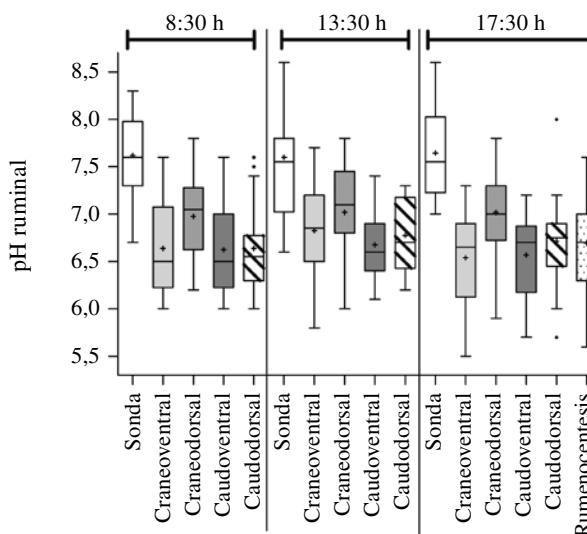 8:30 h 13:30 h 17:30 h
8,5
8,0
7,5
7,0
6,5
6,0
5,5
pH ruminal
Sonda
Craneoventral
Craneodorsal
Caudoventral
Caudodorsal
Sonda
Craneoventral
Craneodorsal
Caudoventral
Caudodorsal
Sonda
Craneoventral
Craneodorsal
Caudoventral
Caudodorsal
Rumenocentesis